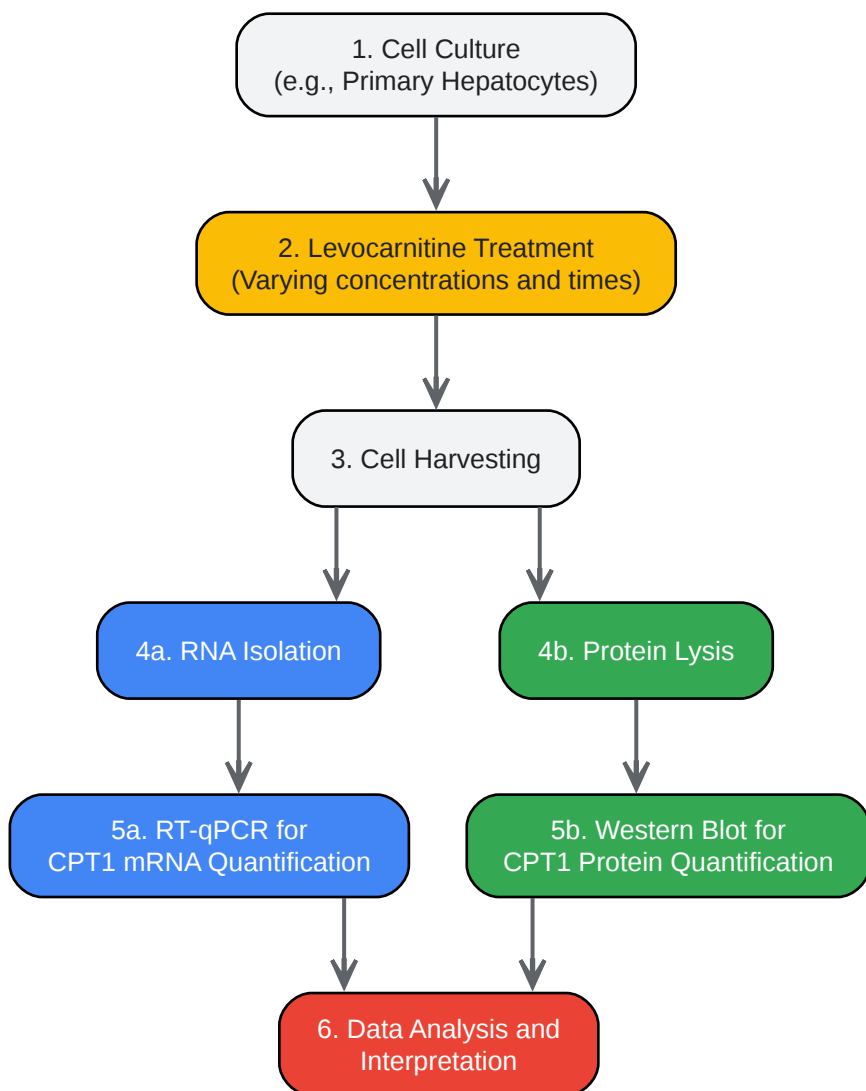 1. Cell Culture
(e.g., Primary Hepatocytes)
2. Levocarnitine Treatment
(Varying concentrations and times)
3. Cell Harvesting
4a. RNA Isolation
4b. Protein Lysis
5a. RT-qPCR for
CPT1 mRNA Quantification
5b. Western Blot for
CPT1 Protein Quantification
6. Data Analysis and
Interpretation